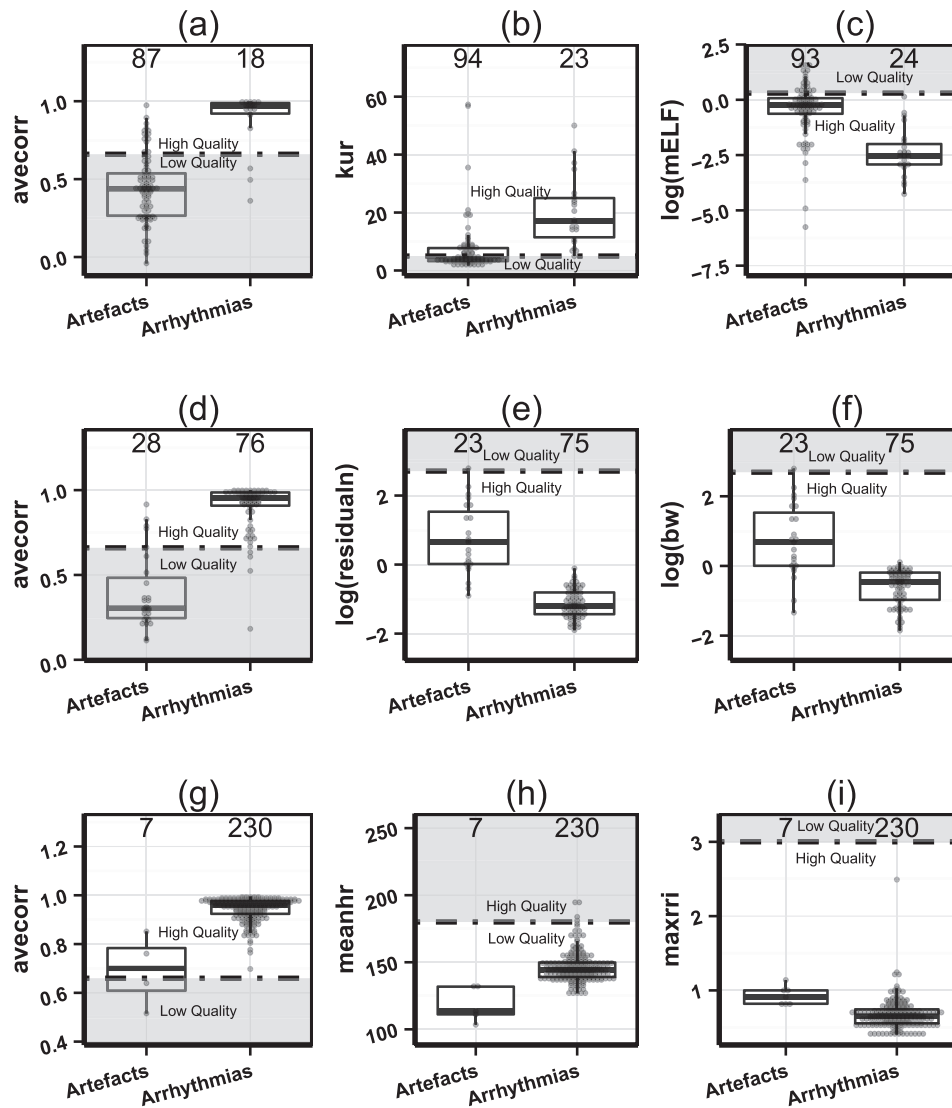 (a)
87 18
avecorr
1.0
0.5
0.0
High Quality
Low Quality
Artefacts
Arrhythmias
(b)
94 23
kur
60
40
20
0
High Quality
Low Quality
Artefacts
Arrhythmias
(c)
93 24
log(mELF)
2.5
0.0
−2.5
−5.0
−7.5
Low Quality
High Quality
Artefacts
Arrhythmias
(d)
28 76
avecorr
1.0
0.5
0.0
High Quality
Low Quality
Artefacts
Arrhythmias
(e)
23 75
log(residualn)
2
0
−2
Low Quality
High Quality
Artefacts
Arrhythmias
(f)
23 75
log(bw)
2
0
−2
Low Quality
High Quality
Artefacts
Arrhythmias
(g)
7 230
avecorr
1.2
1.0
0.8
0.6
0.4
High Quality
Low Quality
Artefacts
Arrhythmias
(h)
7 230
meanhr
250
200
150
100
High Quality
Low Quality
Artefacts
Arrhythmias
(i)
7 230
maxrri
3
2
1
Low Quality
High Quality
Artefacts
Arrhythmias